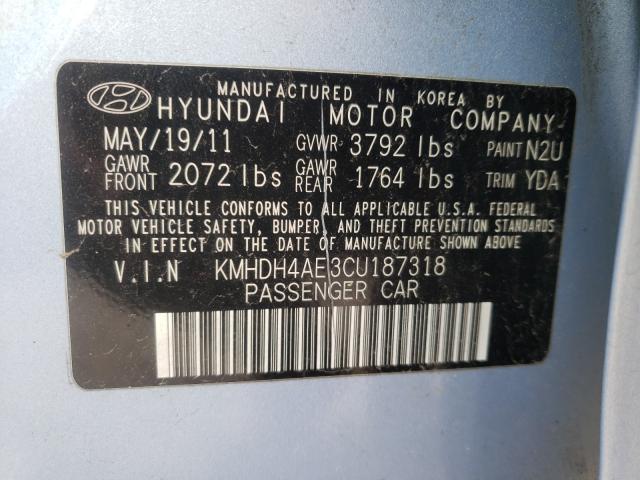 MANUFACTURED IN KOREA BY
HYUNDAI MOTOR COMPANY
MAY/19/11 GVWR 3792 lbs PAINT N2U
GAWR FRONT 2072 lbs GAWR REAR 1764 lbs TRIM YDA
THIS VEHICLE CONFORMS TO ALL APPLICABLE U.S.A. FEDERAL
MOTOR VEHICLE SAFETY, BUMPER, AND THEFT PREVENTION STANDARDS
IN EFFECT ON THE DATE OF MANUFACTURE SHOWN ABOVE.
V.I.N KMHDH4AE3CU187318
PASSENGER CAR